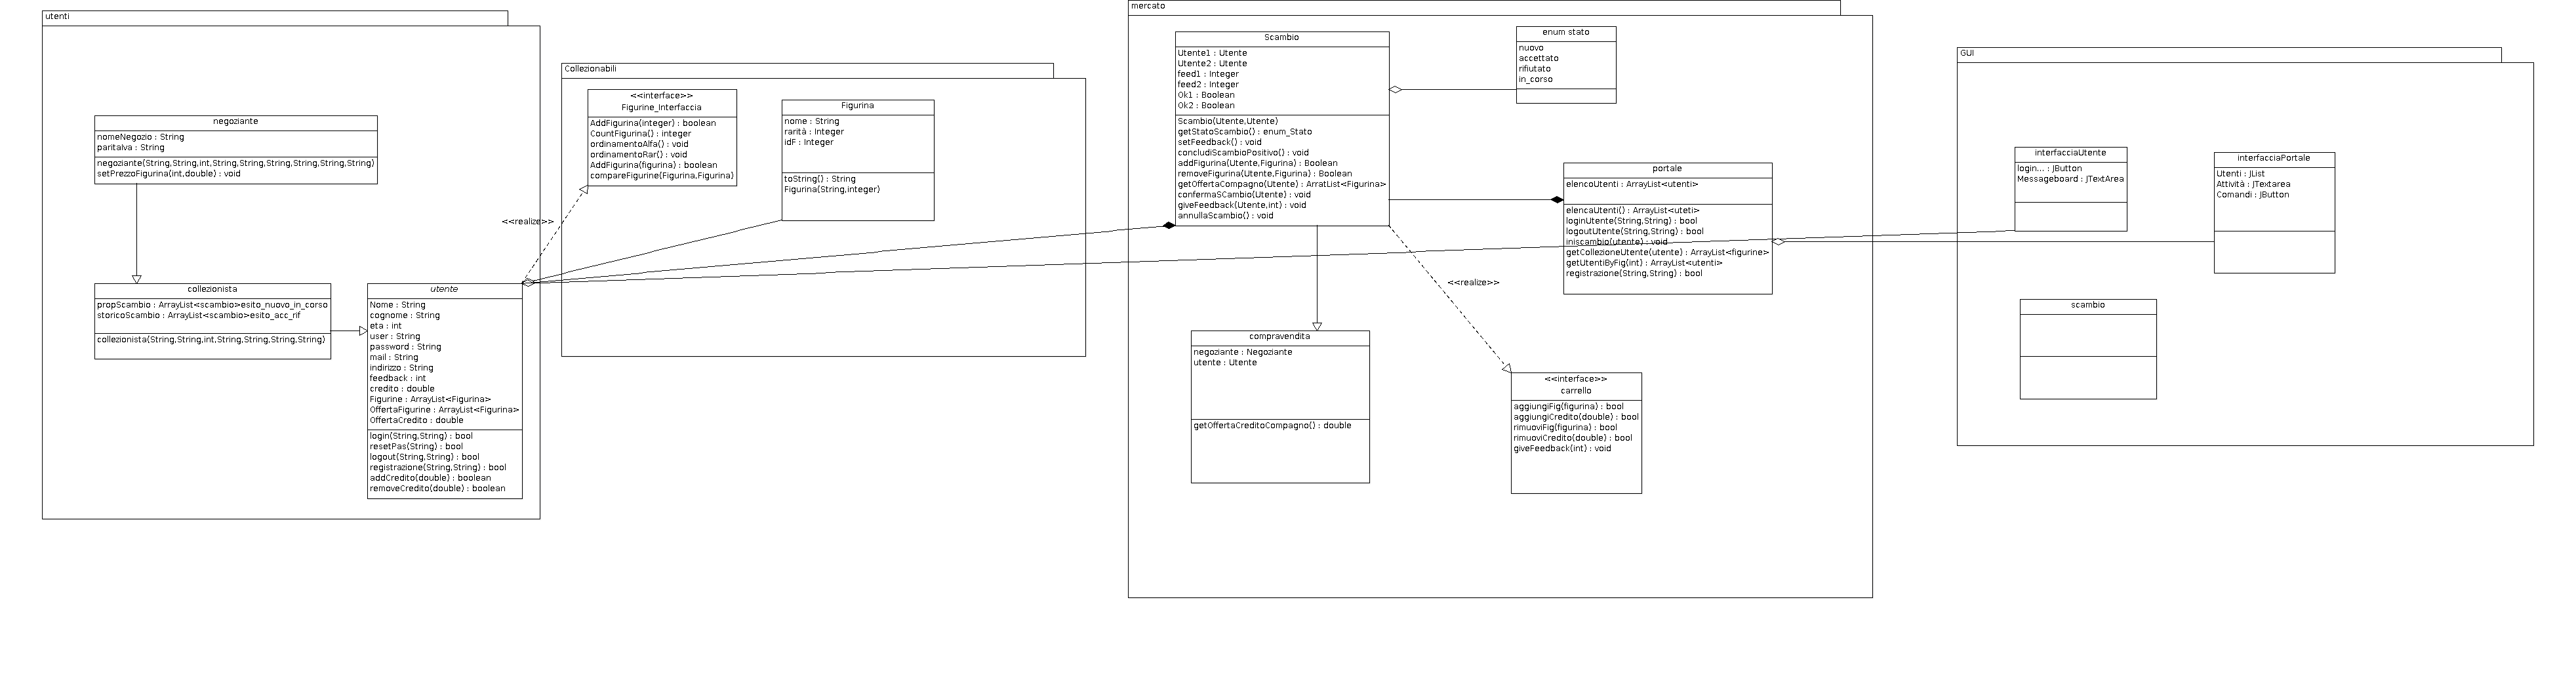 utenti
negoziante
nomeNegozio : String
paritaIva : String
negoziante(String,String,int,String,String,String,String,String,String)
setPrezzoFigurina(int,double) : void
collezionista
propScambio : ArrayList<scambio>esito_nuovo_in_corso
storicoScambio : ArrayList<scambio>esito_acc_rif
collezionista(String,String,int,String,String,String,String)
utente
Nome : String
cognome : String
eta : int
user : String
password : String
mail : String
indirizzo : String
feedback : int
credito : double
Figurine : ArrayList<Figurina>
OffertaFigurine : ArrayList<Figurina>
OffertaCredito : double
login(String,String) : bool
resetPas(String) : bool
logout(String,String) : bool
registrazione(String,String) : bool
addCredito(double) : boolean
removeCredito(double) : boolean
<<realize>>
Collezionabili
<<interface>>
Figurine_Interfaccia
AddFigurina(integer) : boolean
CountFigurina() : integer
ordinamentoAlfa() : void
ordinamentoRar() : void
AddFigurina(figurina) : boolean
compareFigurine(Figurina,Figurina)
Figurina
nome : String
rarità : Integer
idF : Integer
toString() : String
Figurina(String,integer)
mercato
Scambio
Utente1 : Utente
Utente2 : Utente
feed1 : Integer
feed2 : Integer
Ok1 : Boolean
Ok2 : Boolean
Scambio(Utente,Utente)
getStatoScambio() : enum_Stato
setFeedback() : void
concludiScambioPositivo() : void
addFigurina(Utente,Figurina) : Boolean
removeFigurina(Utente,Figurina) : Boolean
getOffertaCompagno(Utente) : ArratList<Figurina>
confermaSCambio(Utente) : void
giveFeedback(Utente,int) : void
annullaScambio() : void
enum stato
nuovo
accettato
rifiutato
in_corso
portale
elencoUtenti : ArrayList<utenti>
elencaUtenti() : ArrayList<uteti>
loginUtente(String,String) : bool
logoutUtente(String,String) : bool
iniscambio(utente) : void
getCollezioneUtente(utente) : ArrayList<figurine>
getUtentiByFig(int) : ArrayList<utenti>
registrazione(String,String) : bool
<<realize>>
compravendita
negoziante : Negoziante
utente : Utente
getOffertaCreditoCompagno() : double
<<interface>>
carrello
aggiungiFig(figurina) : bool
aggiungiCredito(double) : bool
rimuoviFig(figurina) : bool
rimuoviCredito(double) : bool
giveFeedback(int) : void
GUI
interfacciaUtente
login... : JButton
Messageboard : JTextArea
interfacciaPortale
Utenti : JList
Attività : JTextarea
Comandi : JButton
scambio